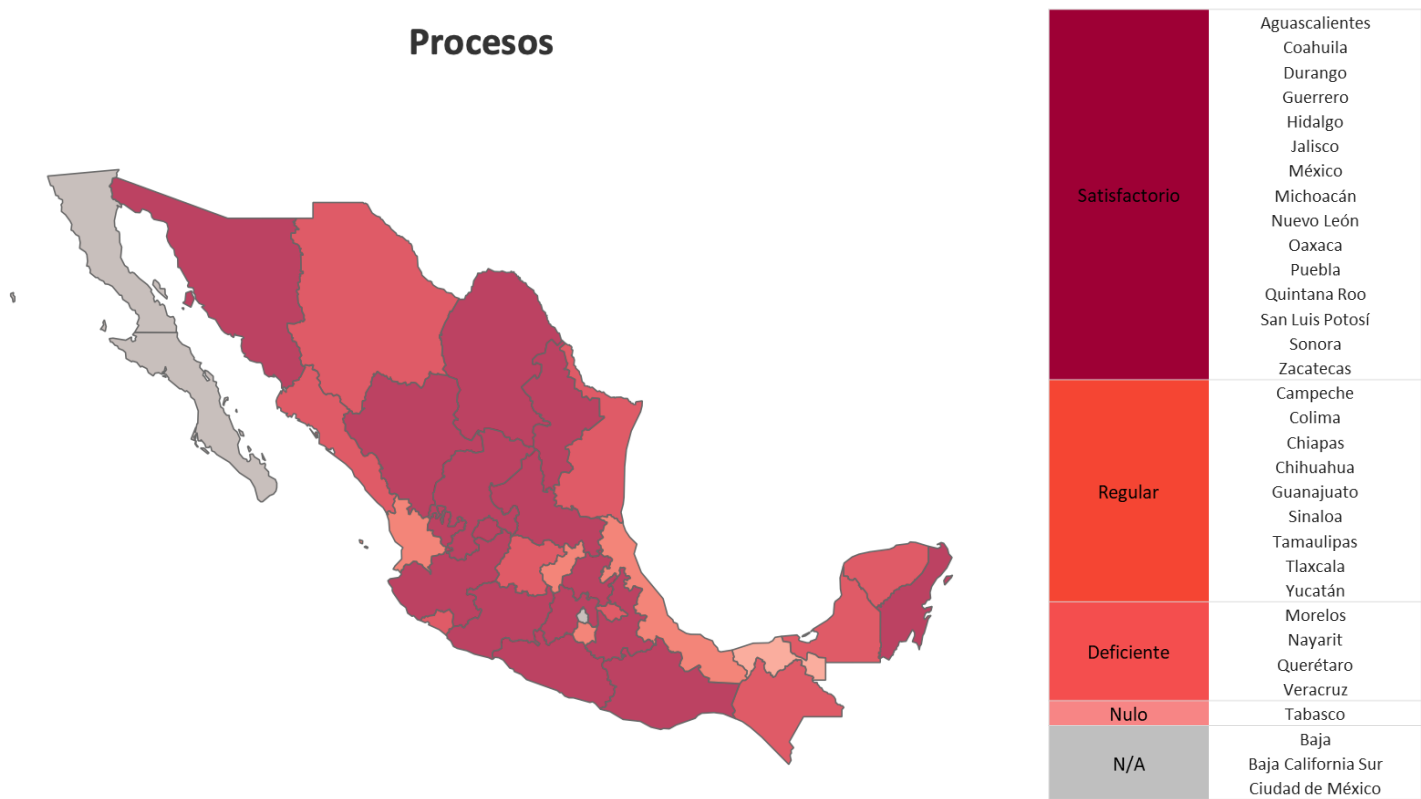 Procesos
Satisfactorio
Aguascalientes
Coahuila
Durango
Guerrero
Hidalgo
Jalisco
México
Michoacán
Nuevo León
Oaxaca
Puebla
Quintana Roo
San Luis Potosí
Sonora
Zacatecas
Regular
Campeche
Colima
Chiapas
Chihuahua
Guanajuato
Sinaloa
Tamaulipas
Tlaxcala
Yucatán
Deficiente
Morelos
Nayarit
Querétaro
Veracruz
Nulo
Tabasco
N/A
Baja
Baja California Sur
Ciudad de México